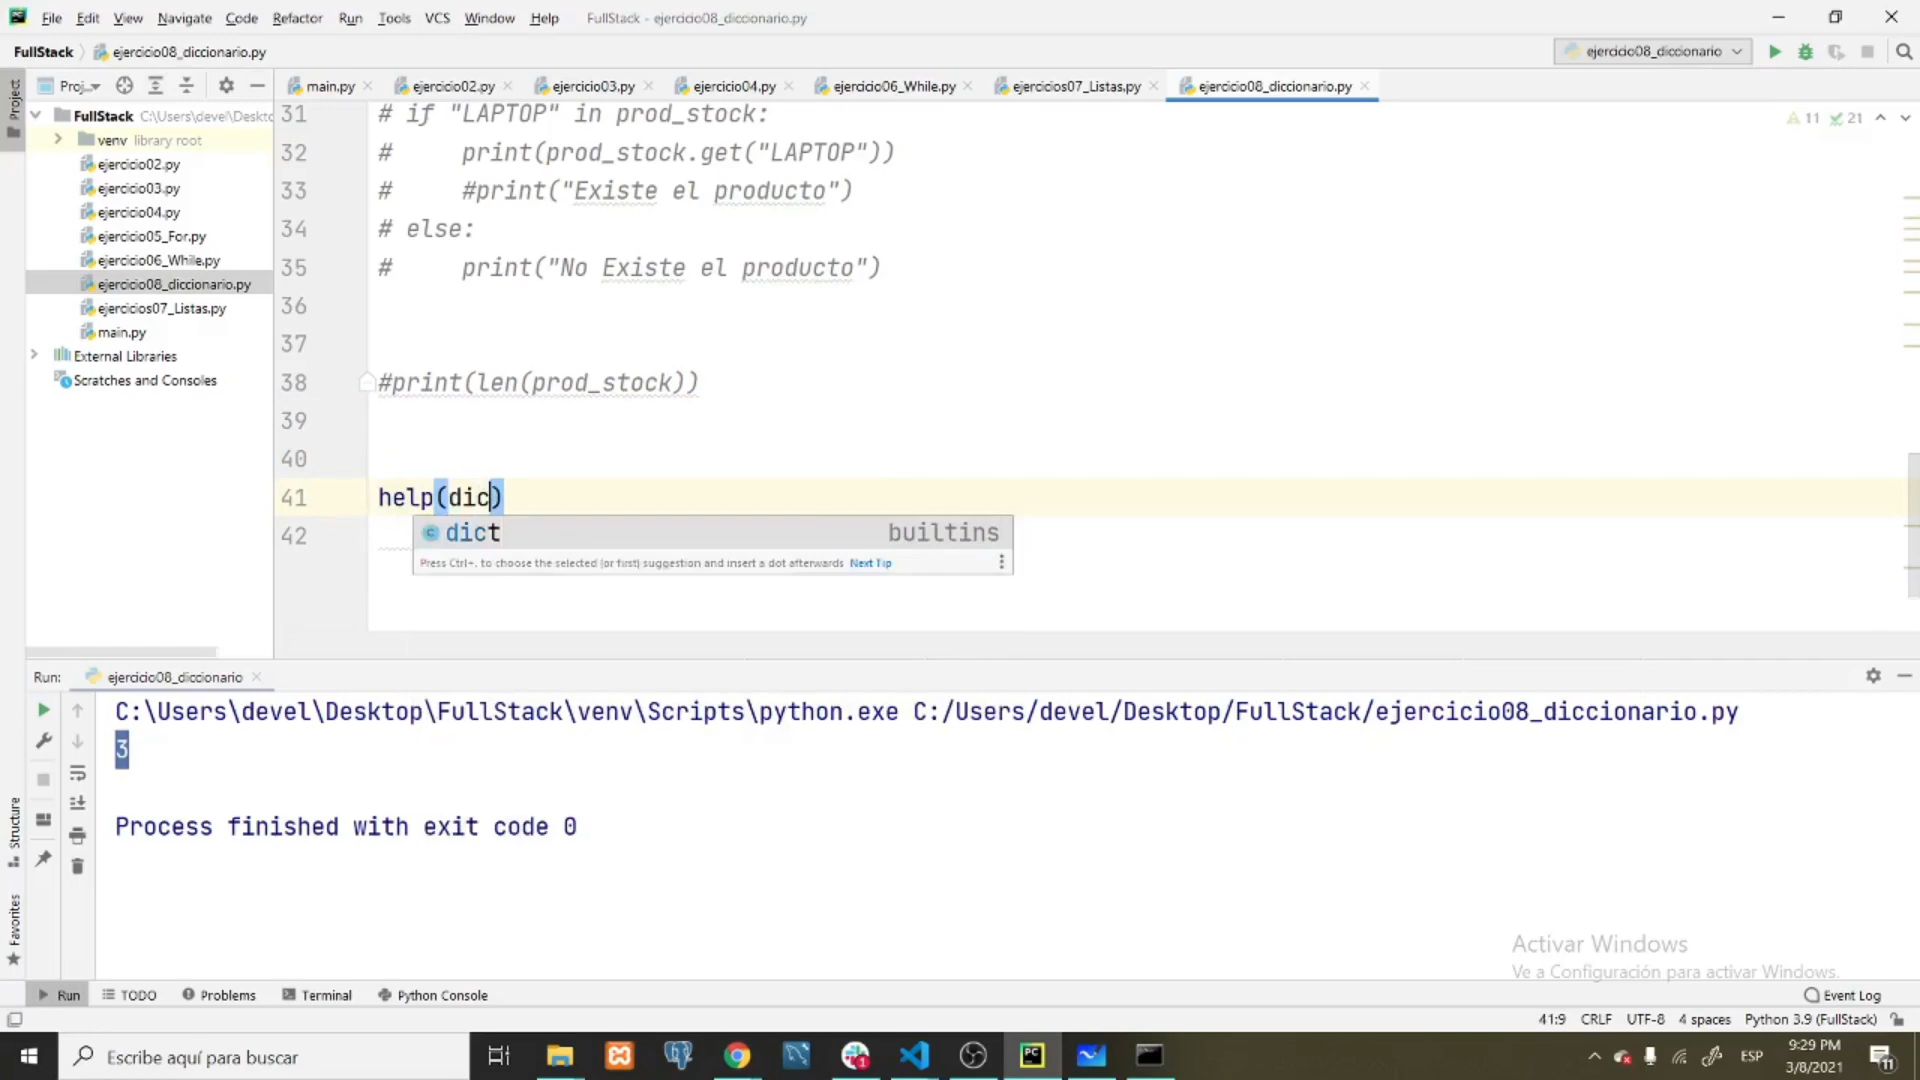 File Edit View Navigate Code Refactor Run Tools VCS Window Help FullStack - ejercicio08_diccionario.py
FullStack ejercicio08_diccionario.py
ejercicio08_diccionario
Project
Proj...
main.py ejercicio02.py ejercicio03.py ejercicio04.py ejercicio06_While.py ejercicios07_Listas.py ejercicio08_diccionario.py
FullStack C:\Users\devel\Deskto
venv library root
ejercicio02.py
ejercicio03.py
ejercicio04.py
ejercicio05_For.py
ejercicio06_While.py
ejercicio08_diccionario.py
ejercicios07_Listas.py
main.py
External Libraries
Scratches and Consoles
11 21
31 # if "LAPTOP" in prod_stock:
32 #     print(prod_stock.get("LAPTOP"))
33 #     #print("Existe el producto")
34 # else:
35 #     print("No Existe el producto")
36
37
38 #print(len(prod_stock))
39
40
41 help(dic)
42
dict builtins
Press Ctrl+. to choose the selected (or first) suggestion and insert a dot afterwards Next Tip
Run: ejercicio08_diccionario
C:\Users\devel\Desktop\FullStack\venv\Scripts\python.exe C:/Users/devel/Desktop/FullStack/ejercicio08_diccionario.py
3
Process finished with exit code 0
Structure
Favorites
Activar Windows
Ve a Configuración para activar Windows.
Run TODO Problems Terminal Python Console Event Log
41:9 CRLF UTF-8 4 spaces Python 3.9 (FullStack)
Escribe aquí para buscar
PC
1
ESP
9:29 PM
3/8/2021
11